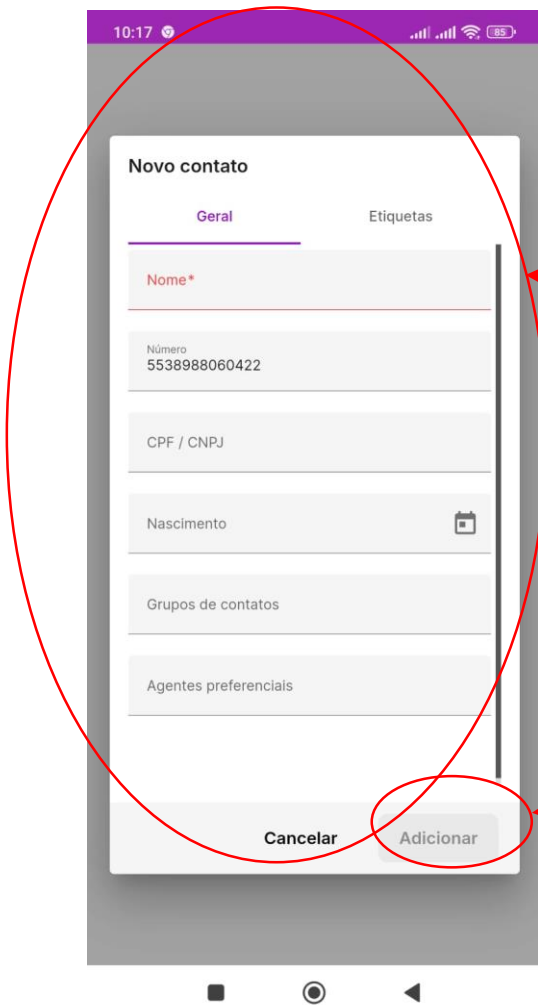 10:17
85
Novo contato
Geral Etiquetas
Nome*
Número
5538988060422
CPF / CNPJ
Nascimento
Grupos de contatos
Agentes preferenciais
Cancelar Adicionar